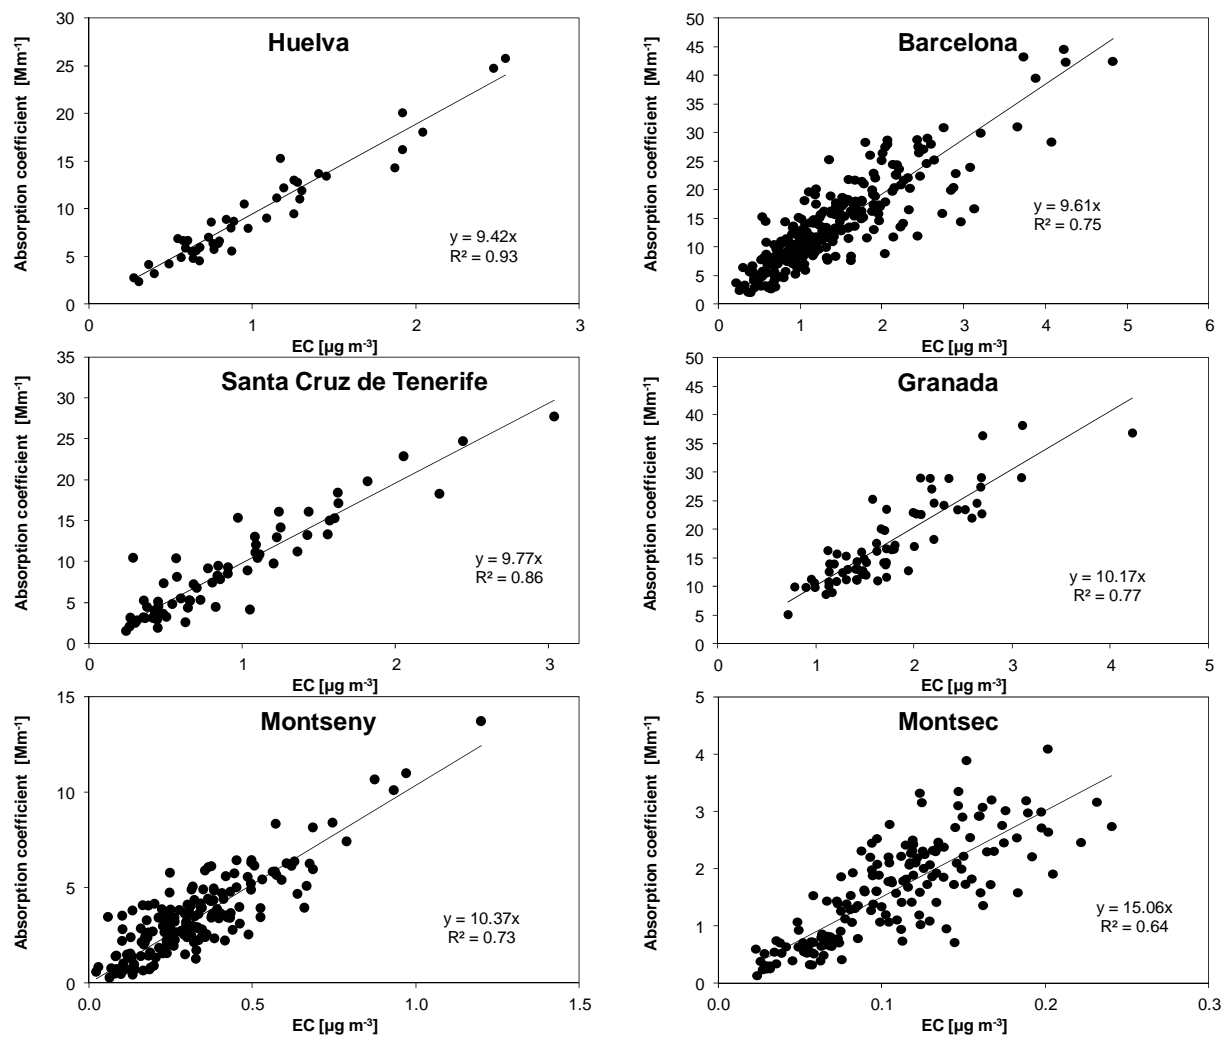 Huelva
Absorption coefficient [Mm⁻¹]
30
25
20
15
10
5
0
y = 9.42x
R² = 0.93
0 1 2 3
EC [µg m⁻³]
Barcelona
Absorption coefficient [Mm⁻¹]
50
45
40
35
30
25
20
15
10
5
0
y = 9.61x
R² = 0.75
0 1 2 3 4 5 6
EC [µg m⁻³]
Santa Cruz de Tenerife
Absorption coefficient [Mm⁻¹]
35
30
25
20
15
10
5
0
y = 9.77x
R² = 0.86
0 1 2 3
EC [µg m⁻³]
Granada
Absorption coefficient [Mm⁻¹]
50
45
40
35
30
25
20
15
10
5
0
y = 10.17x
R² = 0.77
0 1 2 3 4 5
EC [µg m⁻³]
Montseny
Absorption coefficient [Mm⁻¹]
15
10
5
0
y = 10.37x
R² = 0.73
0.0 0.5 1.0 1.5
EC [µg m⁻³]
Montsec
Absorption coefficient [Mm⁻¹]
5
4
3
2
1
0
y = 15.06x
R² = 0.64
0.0 0.1 0.2 0.3
EC [µg m⁻³]